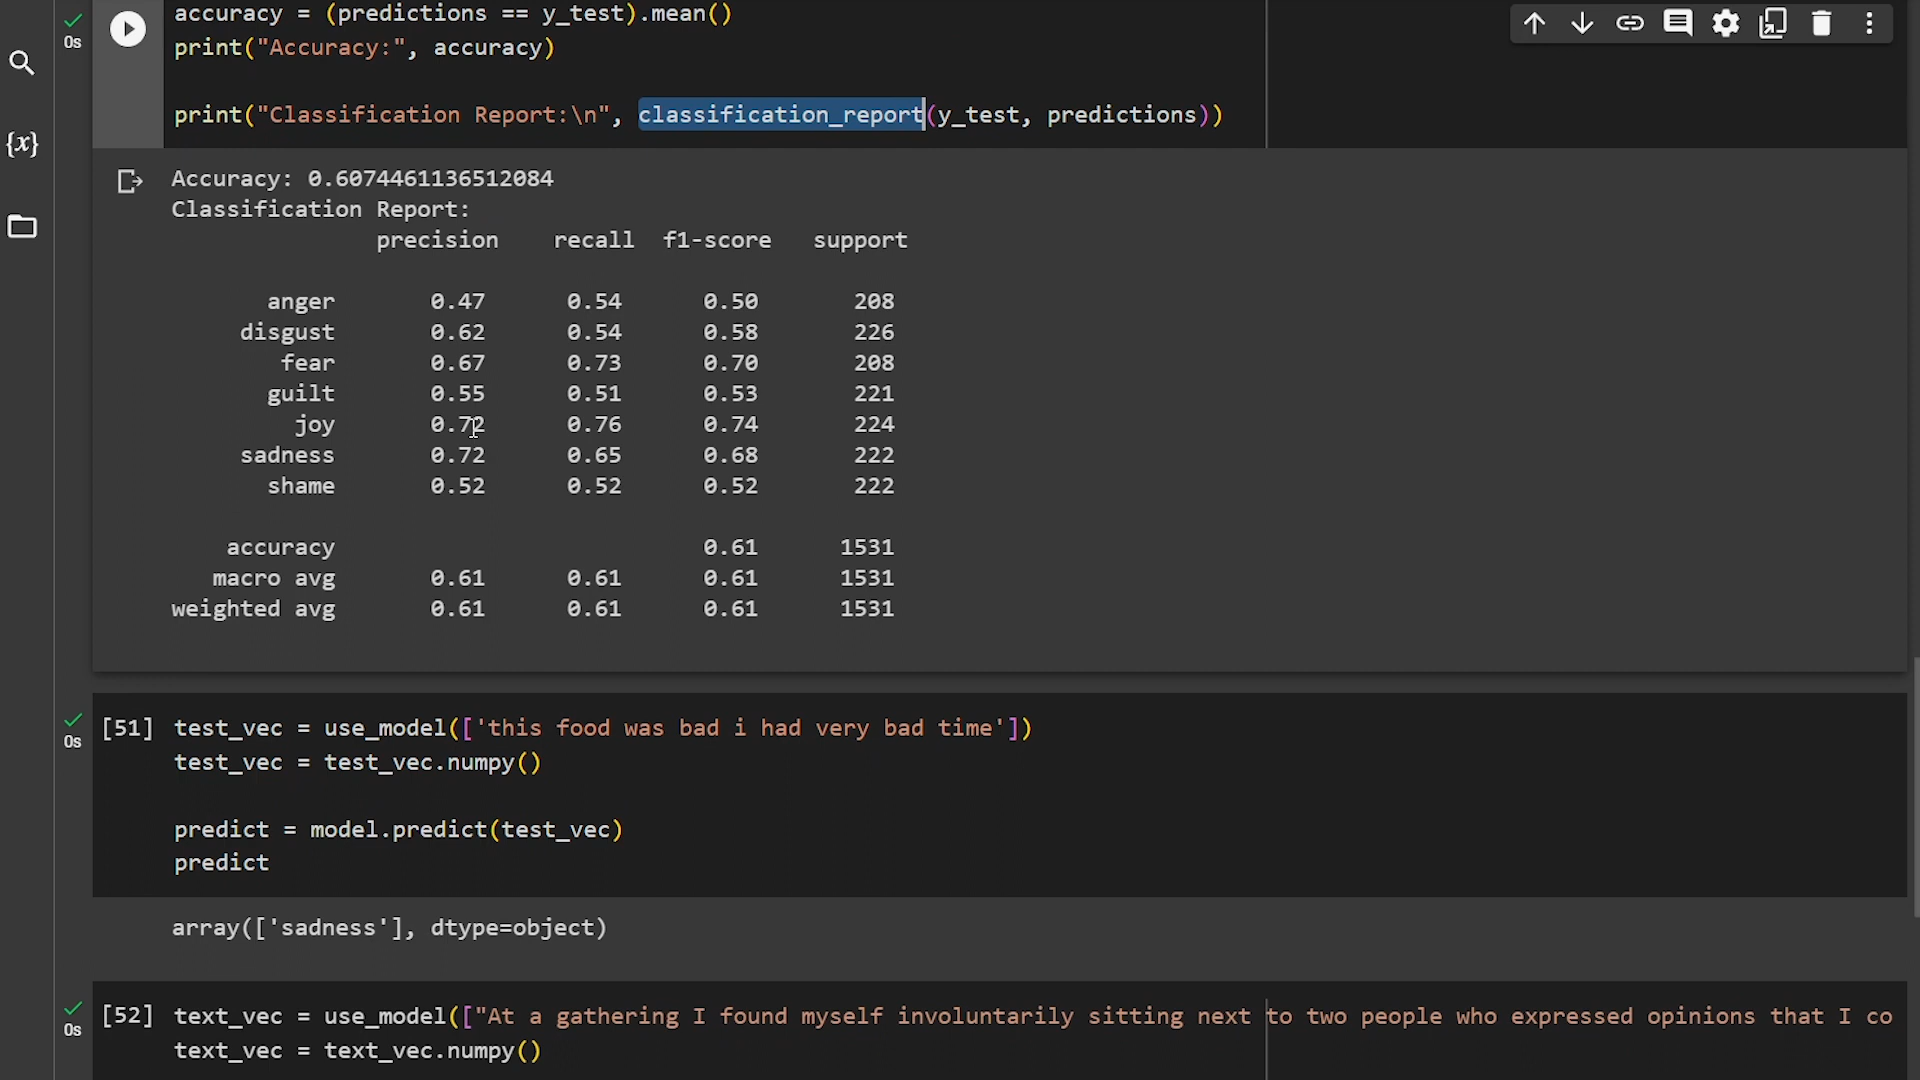 accuracy = (predictions == y_test).mean()
print("Accuracy:", accuracy)
print("Classification Report:\n", classification_report(y_test, predictions))
0s
{x}
Accuracy: 0.6074461136512084
Classification Report:
precision recall f1-score support
anger 0.47 0.54 0.50 208
disgust 0.62 0.54 0.58 226
fear 0.67 0.73 0.70 208
guilt 0.55 0.51 0.53 221
joy 0.72 0.76 0.74 224
sadness 0.72 0.65 0.68 222
shame 0.52 0.52 0.52 222
accuracy 0.61 1531
macro avg 0.61 0.61 0.61 1531
weighted avg 0.61 0.61 0.61 1531
[51] test_vec = use_model(['this food was bad i had very bad time'])
0s
test_vec = test_vec.numpy()
predict = model.predict(test_vec)
predict
array(['sadness'], dtype=object)
[52] text_vec = use_model(["At a gathering I found myself involuntarily sitting next to two people who expressed opinions that I co
0s
text_vec = text_vec.numpy()